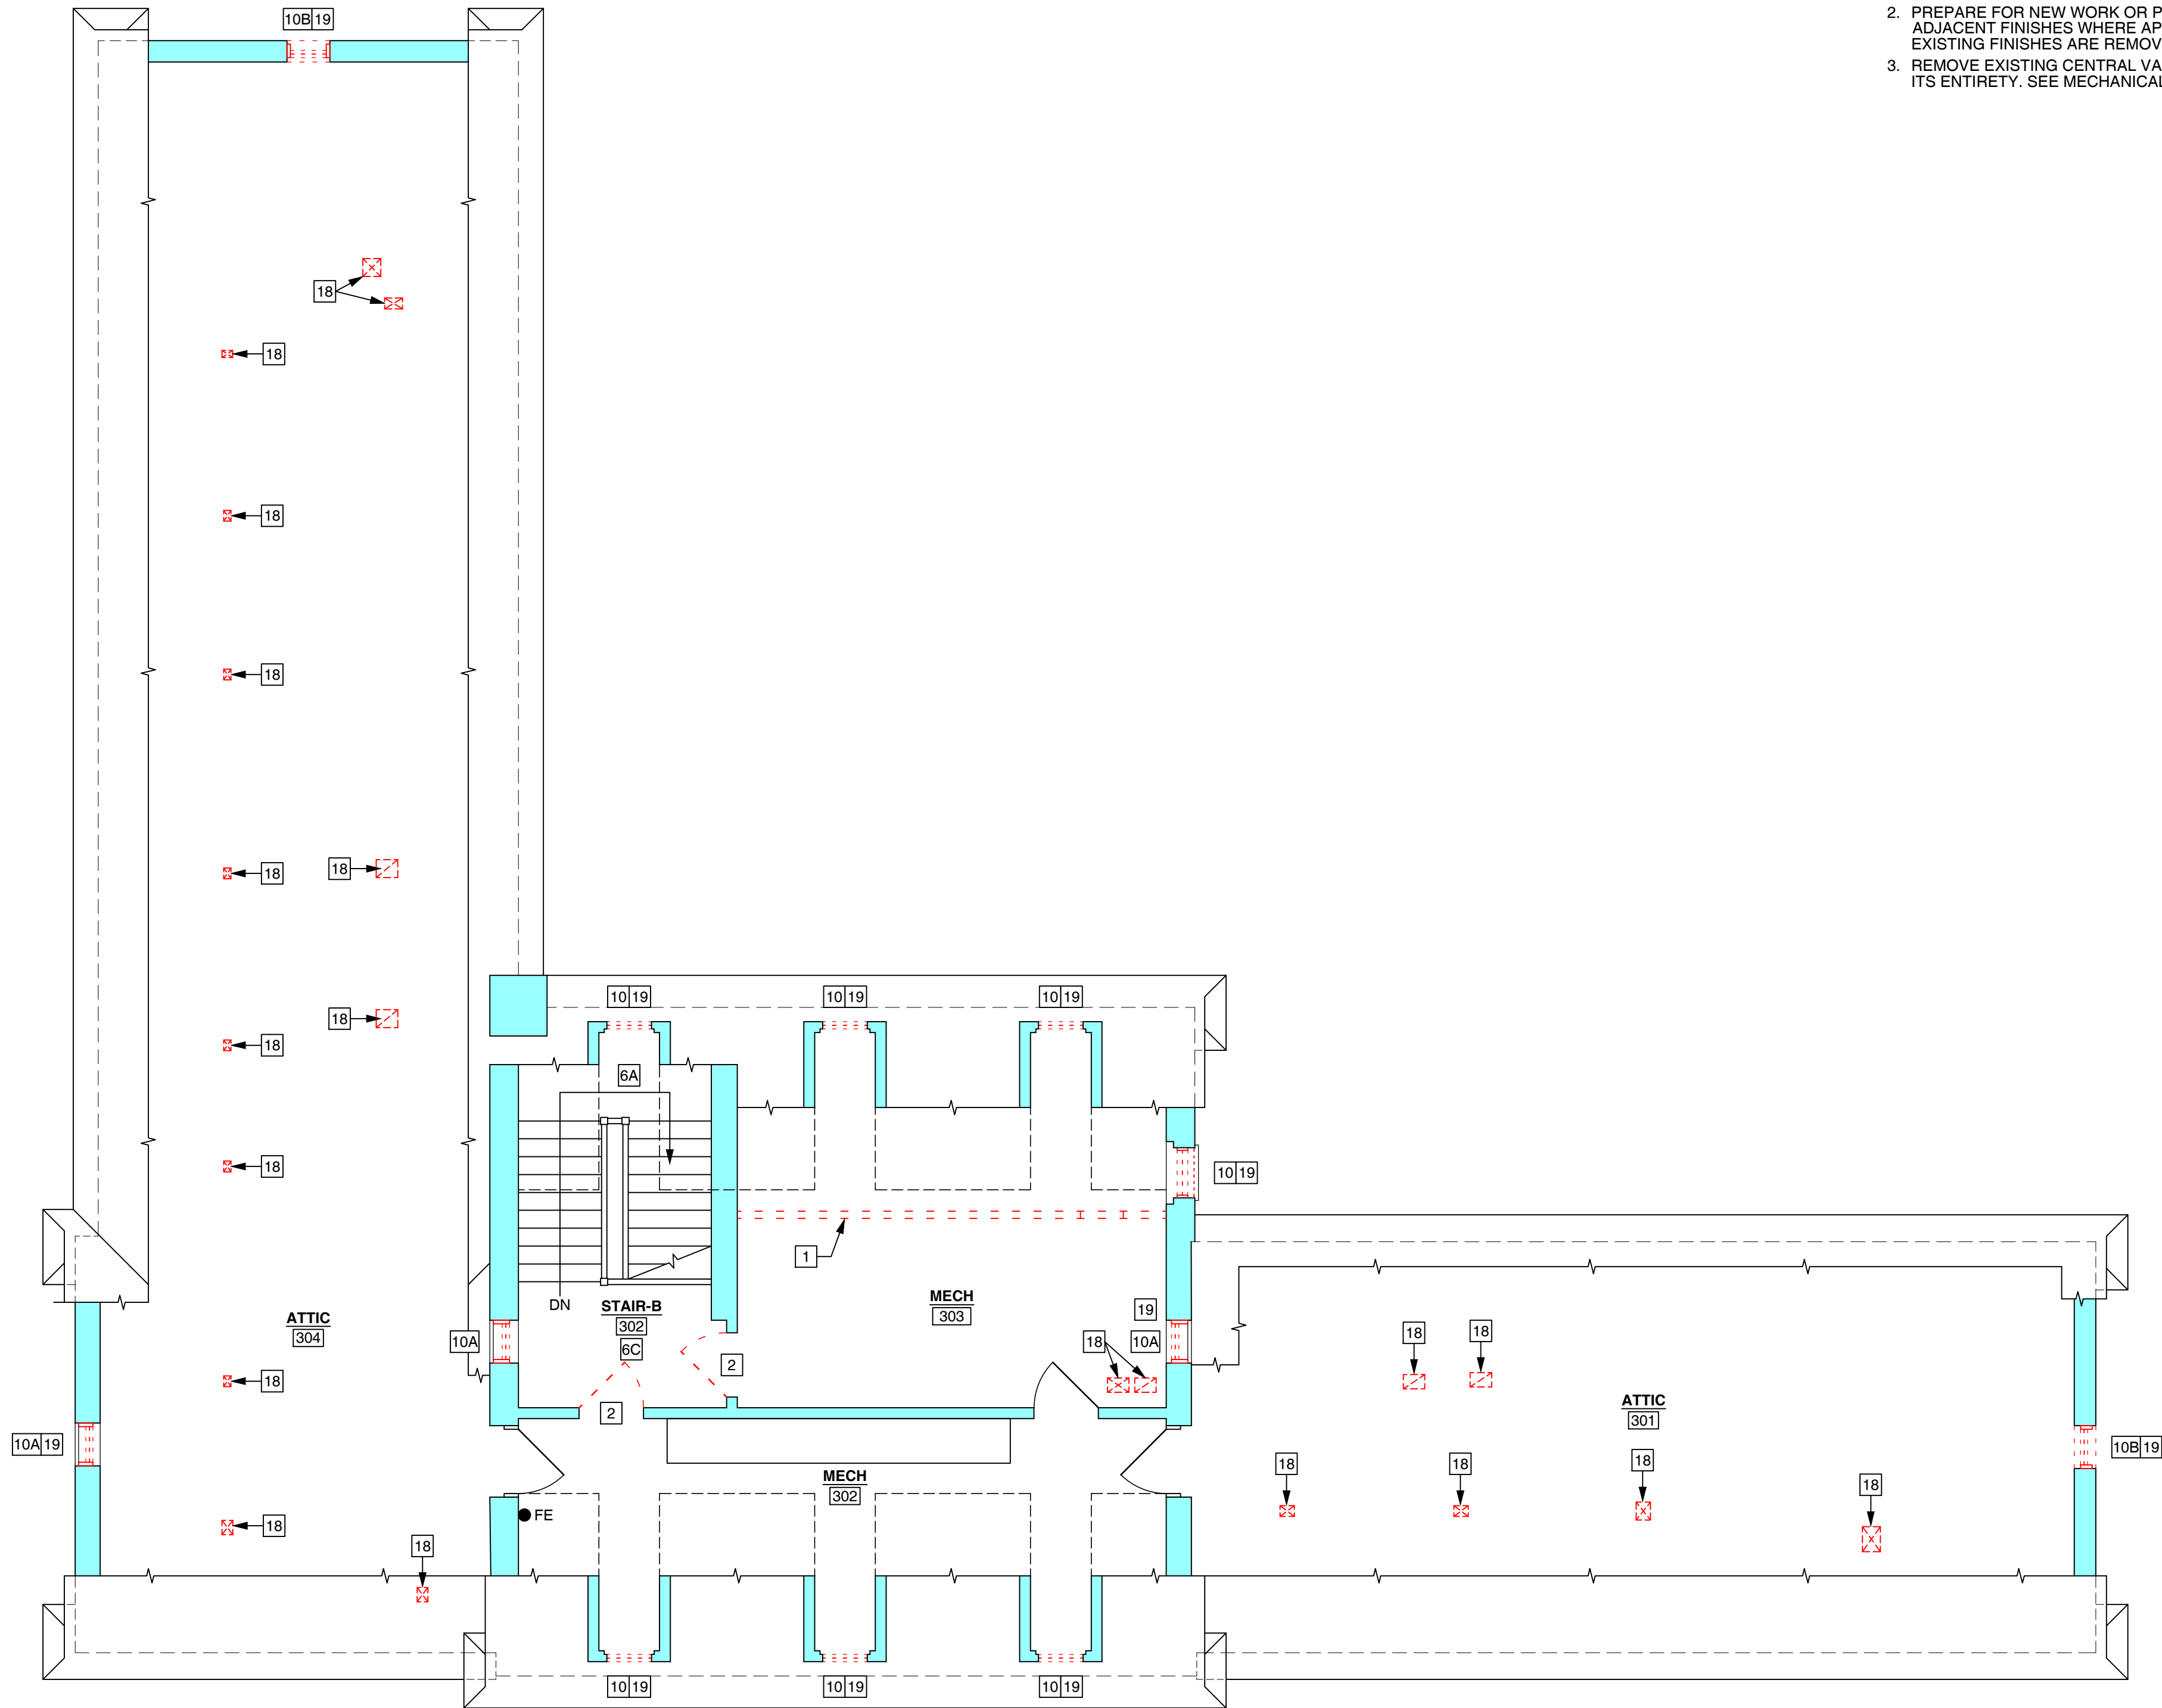 10B 19
2. PREPARE FOR NEW WORK OR
ADJACENT FINISHES WHERE
EXISTING FINISHES ARE
3. REMOVE EXISTING CENTRAL
ITS ENTIRETY. SEE
18
18
18
18
18
18
18
18
10 19
10 19
10 19
18
6A
18
10 19
1
DN
STAIR-B
302
6C
MECH
303
19
10A
18
ATTIC
304
10A
2
2
18
18
18
ATTIC
301
10A 19
10B 19
MECH
302
18
18
18
18
FE
18
18
10 19
10 19
10 19